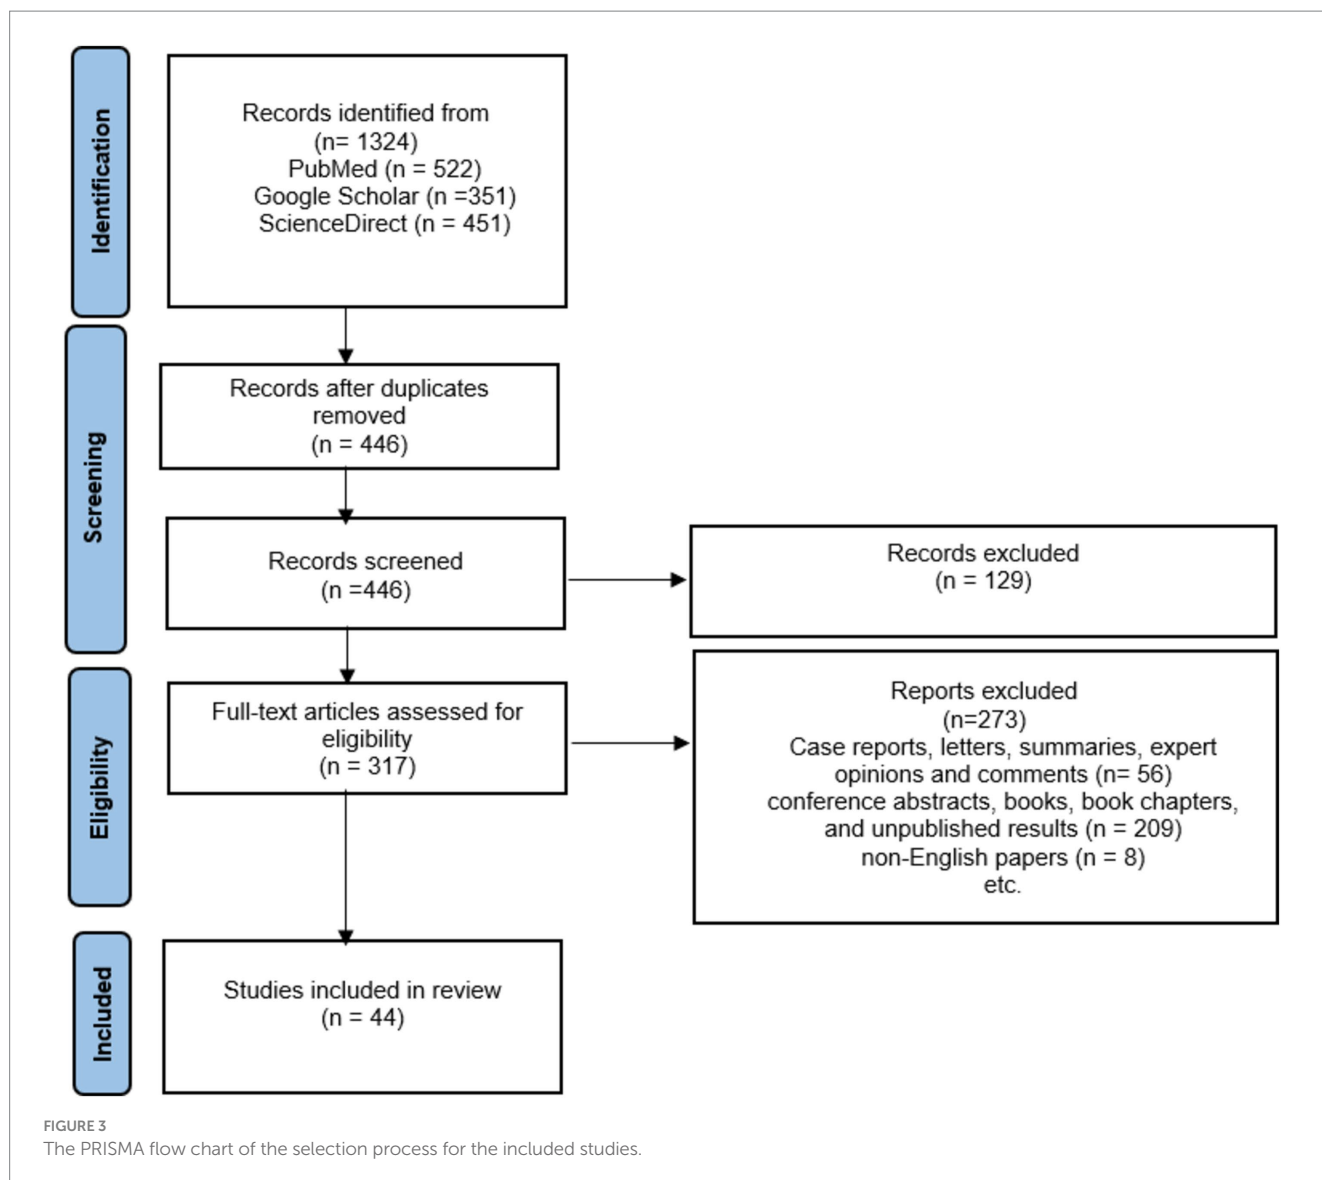 Identification
Records identified from
(n= 1324)
PubMed (n = 522)
Google Scholar (n =351)
ScienceDirect (n = 451)
Screening
Records after duplicates
removed
(n = 446)
Records screened
(n =446)
Records excluded
(n = 129)
Eligibility
Full-text articles assessed for
eligibility
(n = 317)
Reports excluded
(n=273)
Case reports, letters, summaries, expert
opinions and comments (n= 56)
conference abstracts, books, book chapters,
and unpublished results (n = 209)
non-English papers (n = 8)
etc.
Included
Studies included in review
(n = 44)
FIGURE 3
The PRISMA flow chart of the selection process for the included studies.